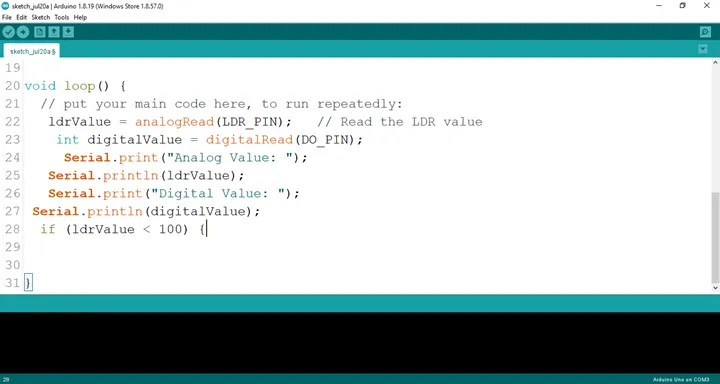 sketch_jul20a | Arduino 1.8.19 (Windows Store 1.8.57.0)
File Edit Sketch Tools Help
sketch_jul20a §
19
20 void loop() {
21 // put your main code here, to run repeatedly:
22 ldrValue = analogRead(LDR_PIN); // Read the LDR value
23 int digitalValue = digitalRead(DO_PIN);
24 Serial.print("Analog Value: ");
25 Serial.println(ldrValue);
26 Serial.print("Digital Value: ");
27 Serial.println(digitalValue);
28 if (ldrValue < 100) {
29
30
31 }
28
Arduino Uno on COM3